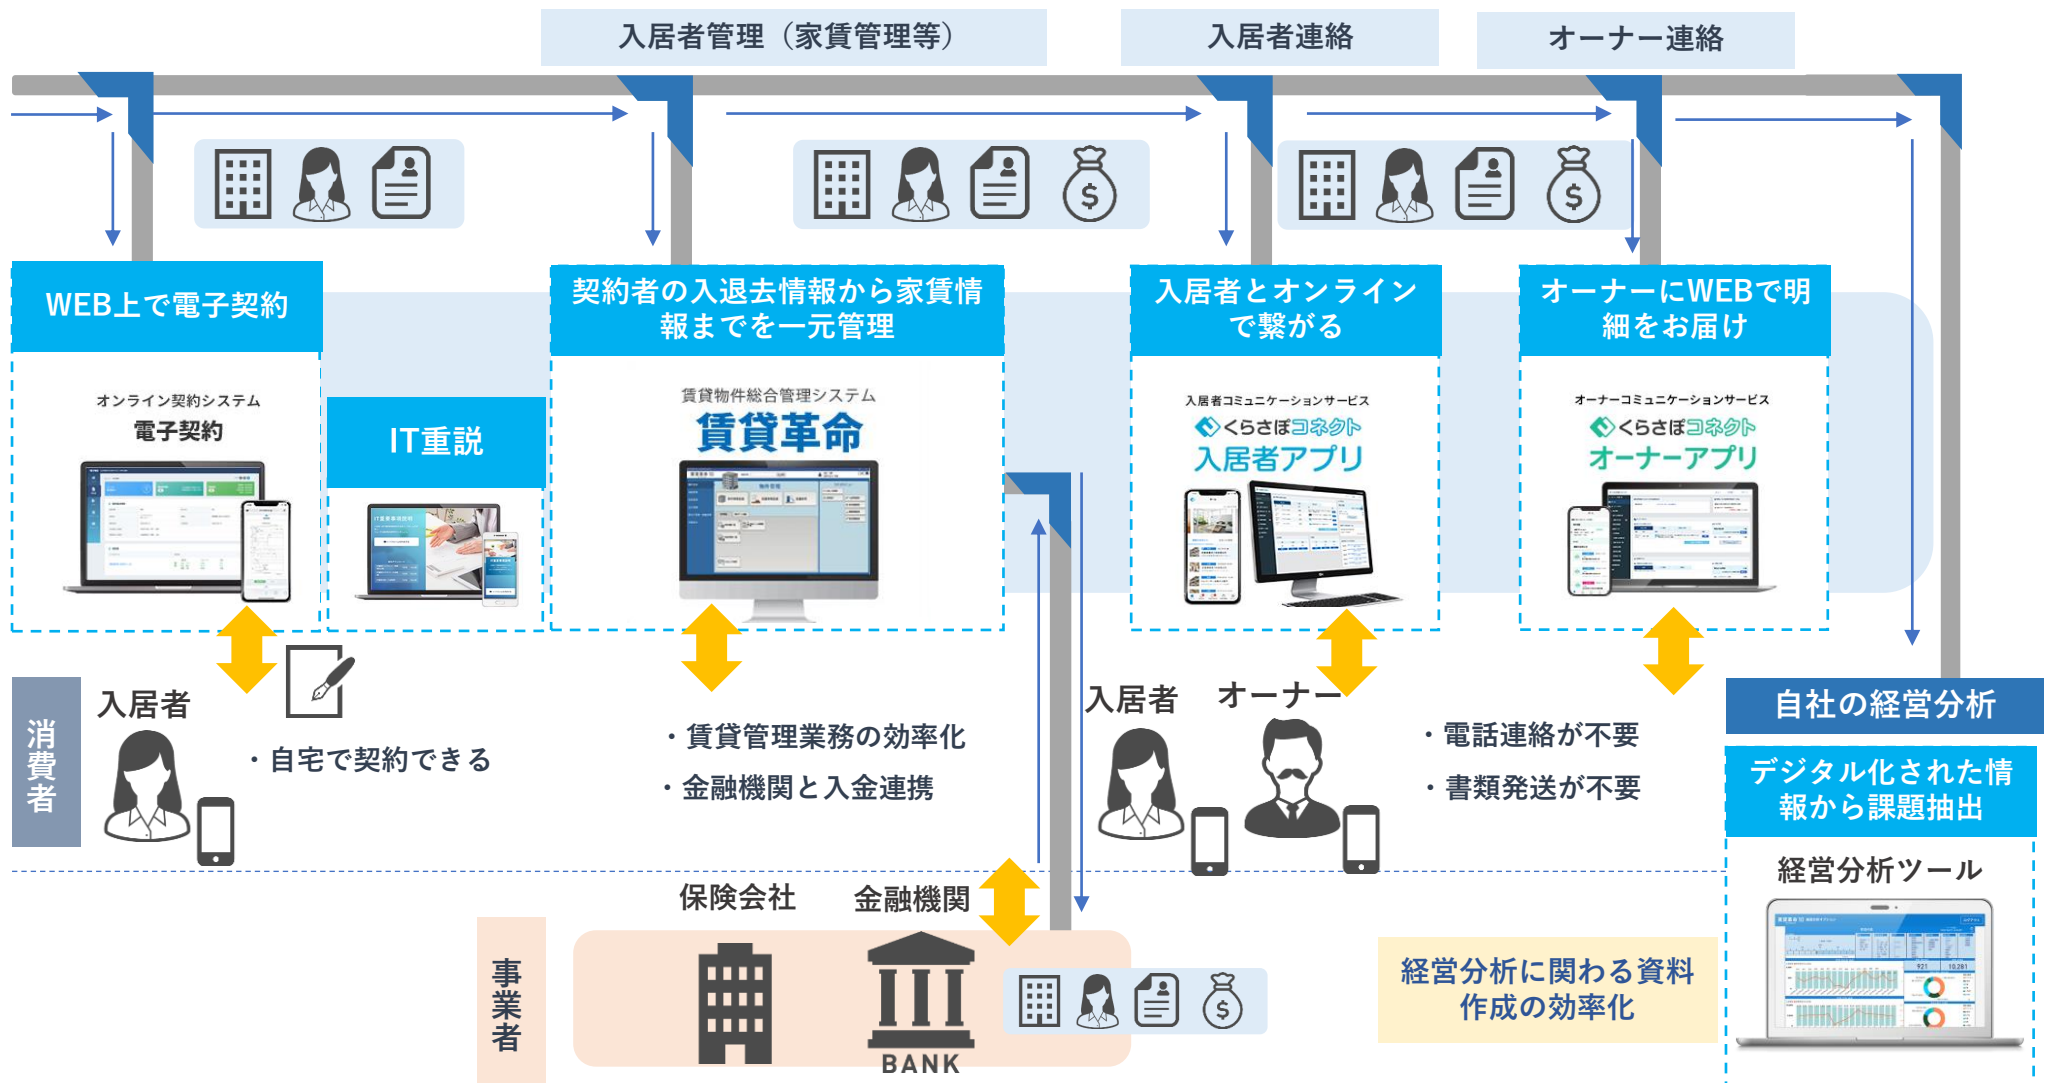 入居者管理（家賃管理等）
入居者連絡
オーナー連絡
WEB上で電子契約
契約者の入退去情報から家賃情
報までを一元管理
入居者とオンライン
で繋がる
オーナーにWEBで明
細をお届け
オンライン契約システム
電子契約
IT重説
賃貸物件総合管理システム
賃貸革命
入居者コミュニケーションサービス
くらさぽコネクト
入居者アプリ
オーナーコミュニケーションサービス
くらさぽコネクト
オーナーアプリ
消費者
入居者
・自宅で契約できる
・賃貸管理業務の効率化
・金融機関と入金連携
入居者
オーナー
・電話連絡が不要
・書類発送が不要
自社の経営分析
デジタル化された情
報から課題抽出
経営分析ツール
921
10,281
事業者
保険会社
金融機関
BANK
経営分析に関わる資料
作成の効率化